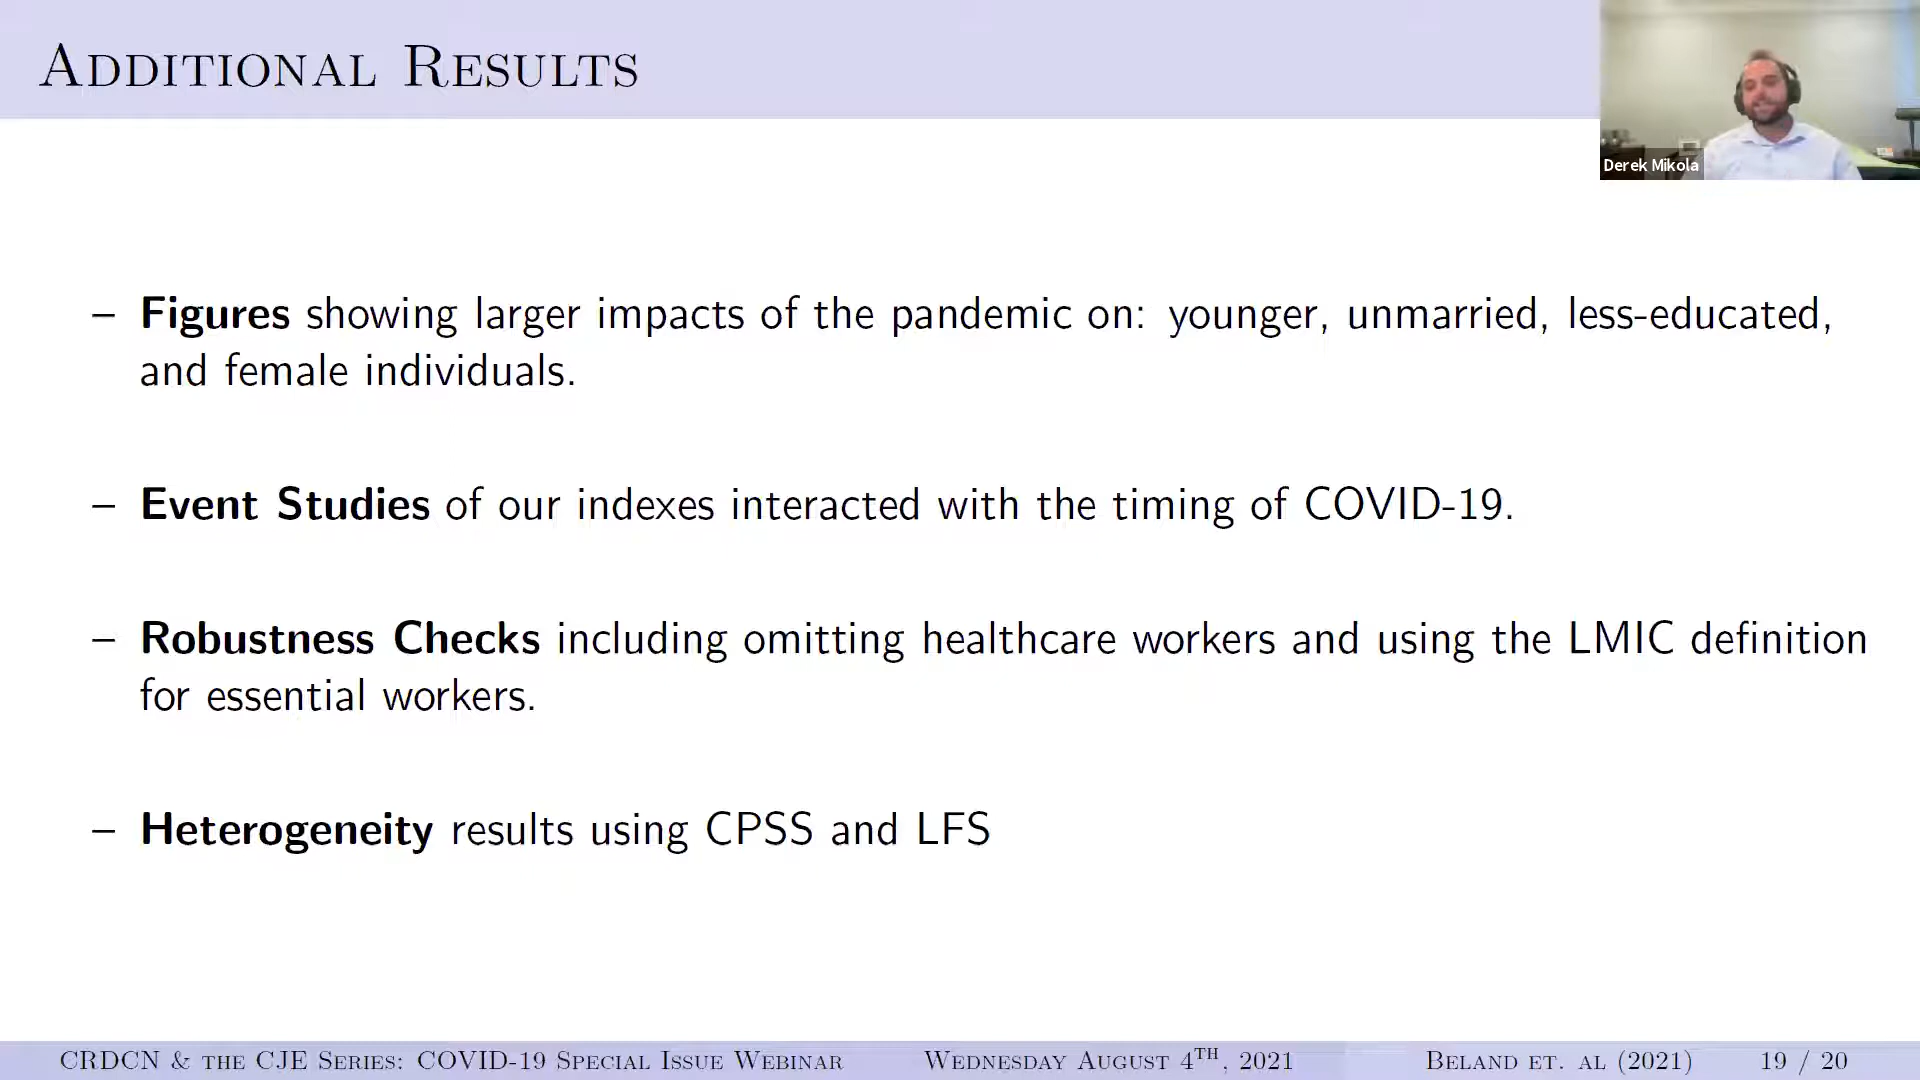 Additional Results
Derek Mikola
– Figures showing larger impacts of the pandemic on: younger, unmarried, less-educated,
and female individuals.
– Event Studies of our indexes interacted with the timing of COVID-19.
– Robustness Checks including omitting healthcare workers and using the LMIC definition
for essential workers.
– Heterogeneity results using CPSS and LFS
CRDCN & the CJE Series: COVID-19 Special Issue Webinar Wednesday August 4th, 2021 Beland et. al (2021) 19 / 20